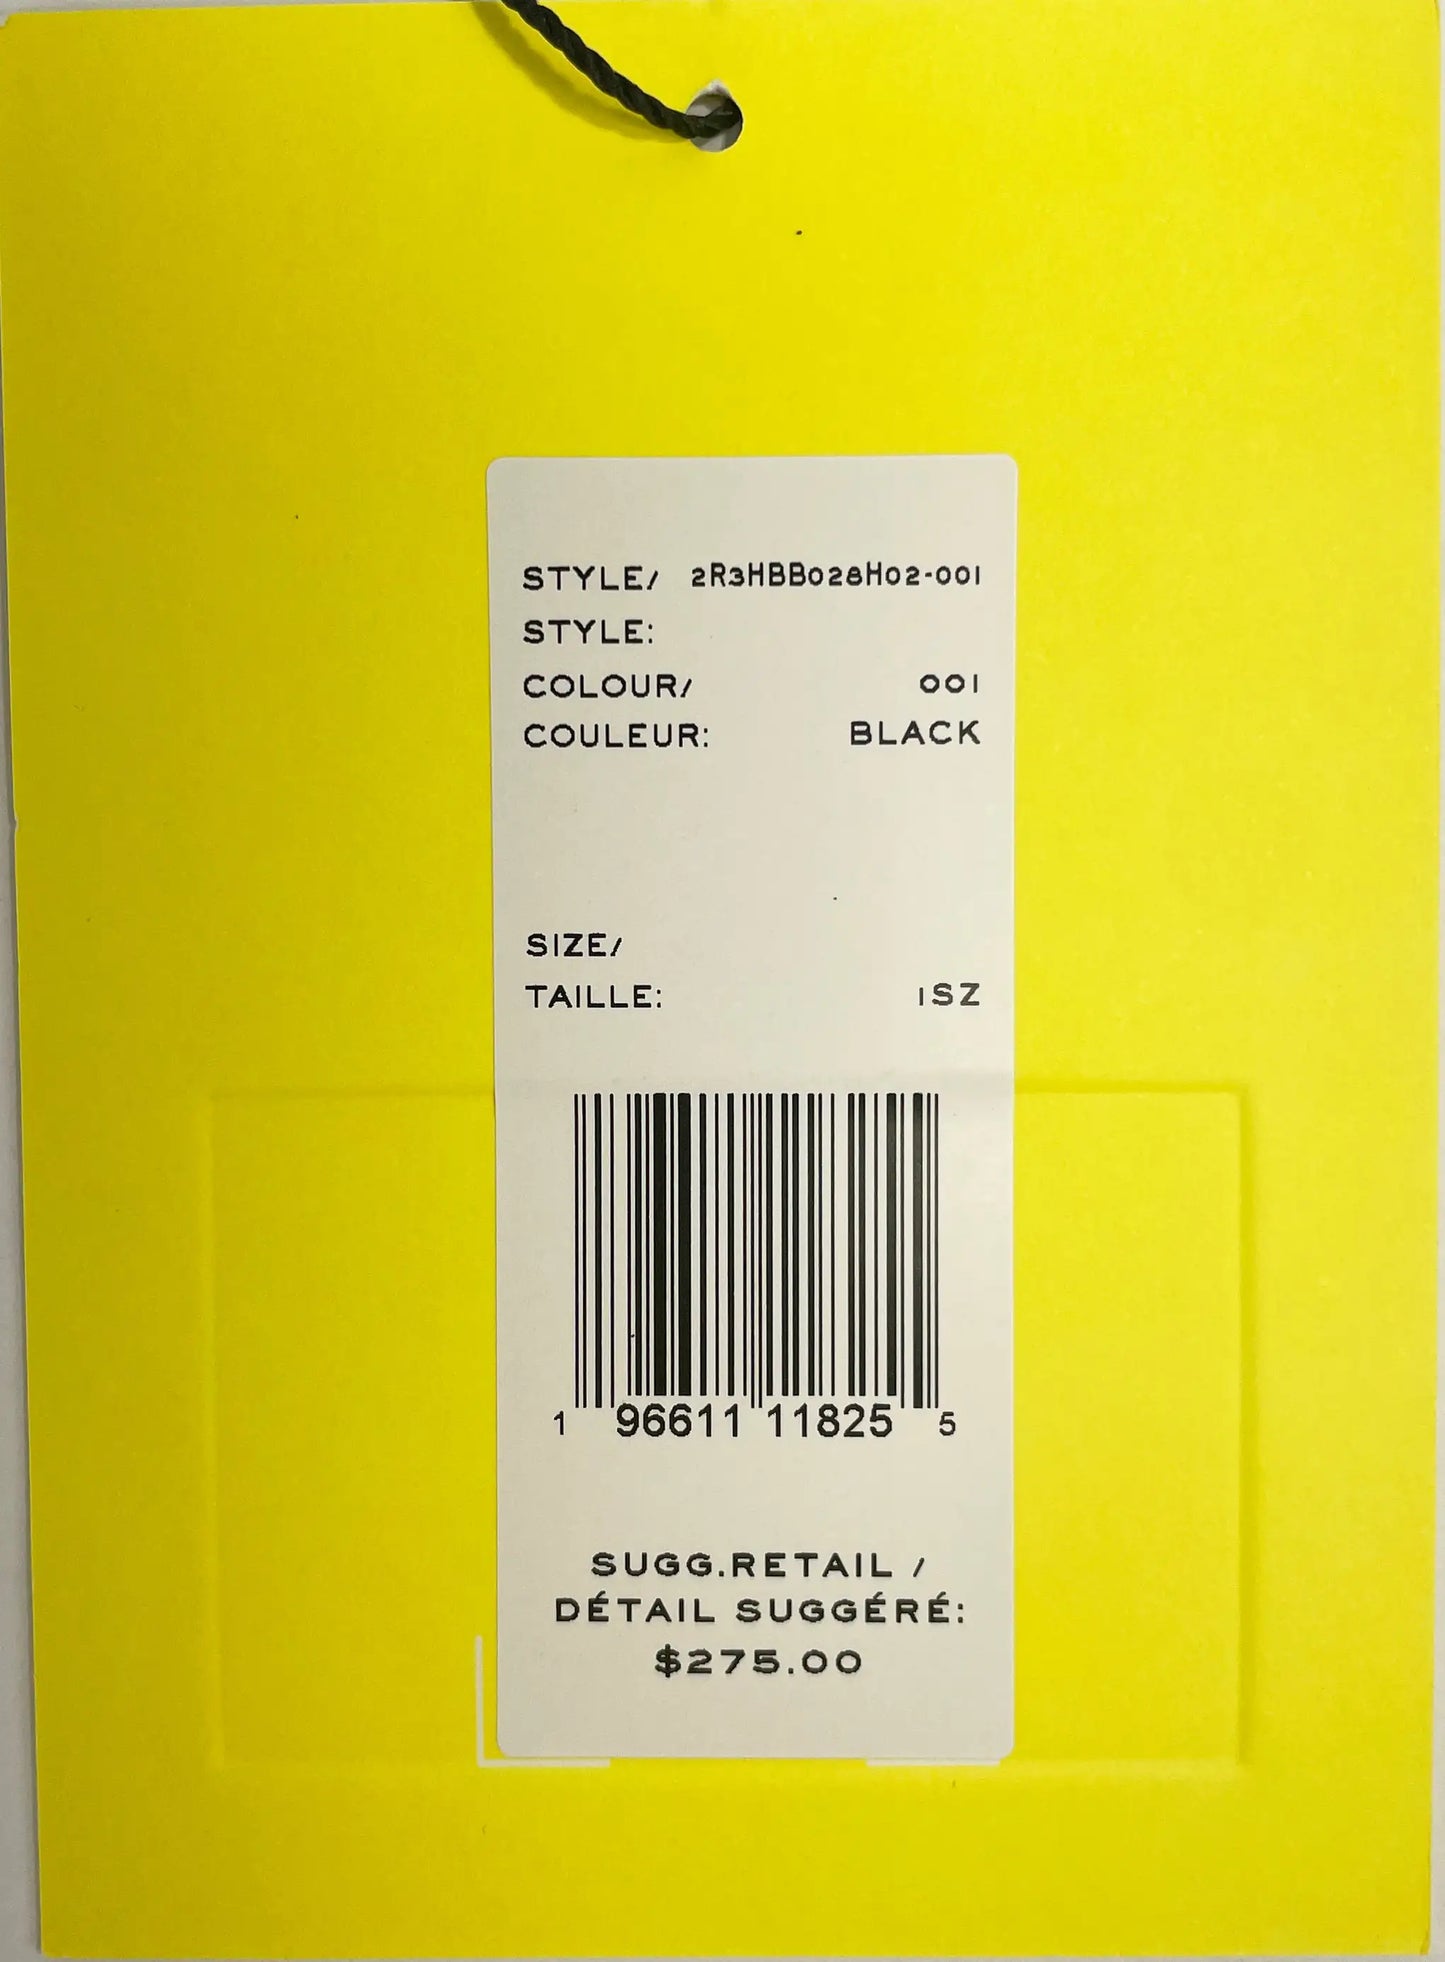 STYLE/ 2R3HBB028H02-001
STYLE:
COLOUR/ 001
COULEUR: BLACK
SIZE/
TAILLE: 1SZ
1 96611 11825 5
SUGG.RETAIL /
DÉTAIL SUGGÉRÉ:
$275.00